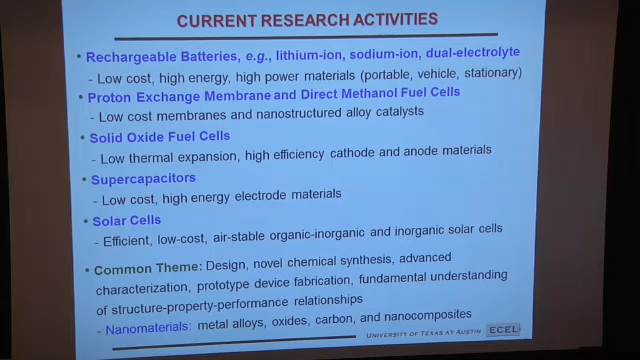 CURRENT RESEARCH ACTIVITIES
• Rechargeable Batteries, e.g., lithium-ion, sodium-ion, dual-electrolyte
- Low cost, high energy, high power materials (portable, vehicle, stationary)
• Proton Exchange Membrane and Direct Methanol Fuel Cells
- Low cost membranes and nanostructured alloy catalysts
• Solid Oxide Fuel Cells
- Low thermal expansion, high efficiency cathode and anode materials
• Supercapacitors
- Low cost, high energy electrode materials
• Solar Cells
- Efficient, low-cost, air-stable organic-inorganic and inorganic solar cells
• Common Theme: Design, novel chemical synthesis, advanced
characterization, prototype device fabrication, fundamental understanding
of structure-property-performance relationships
- Nanomaterials: metal alloys, oxides, carbon, and nanocomposites
UNIVERSITY OF TEXAS AT AUSTIN ECEL